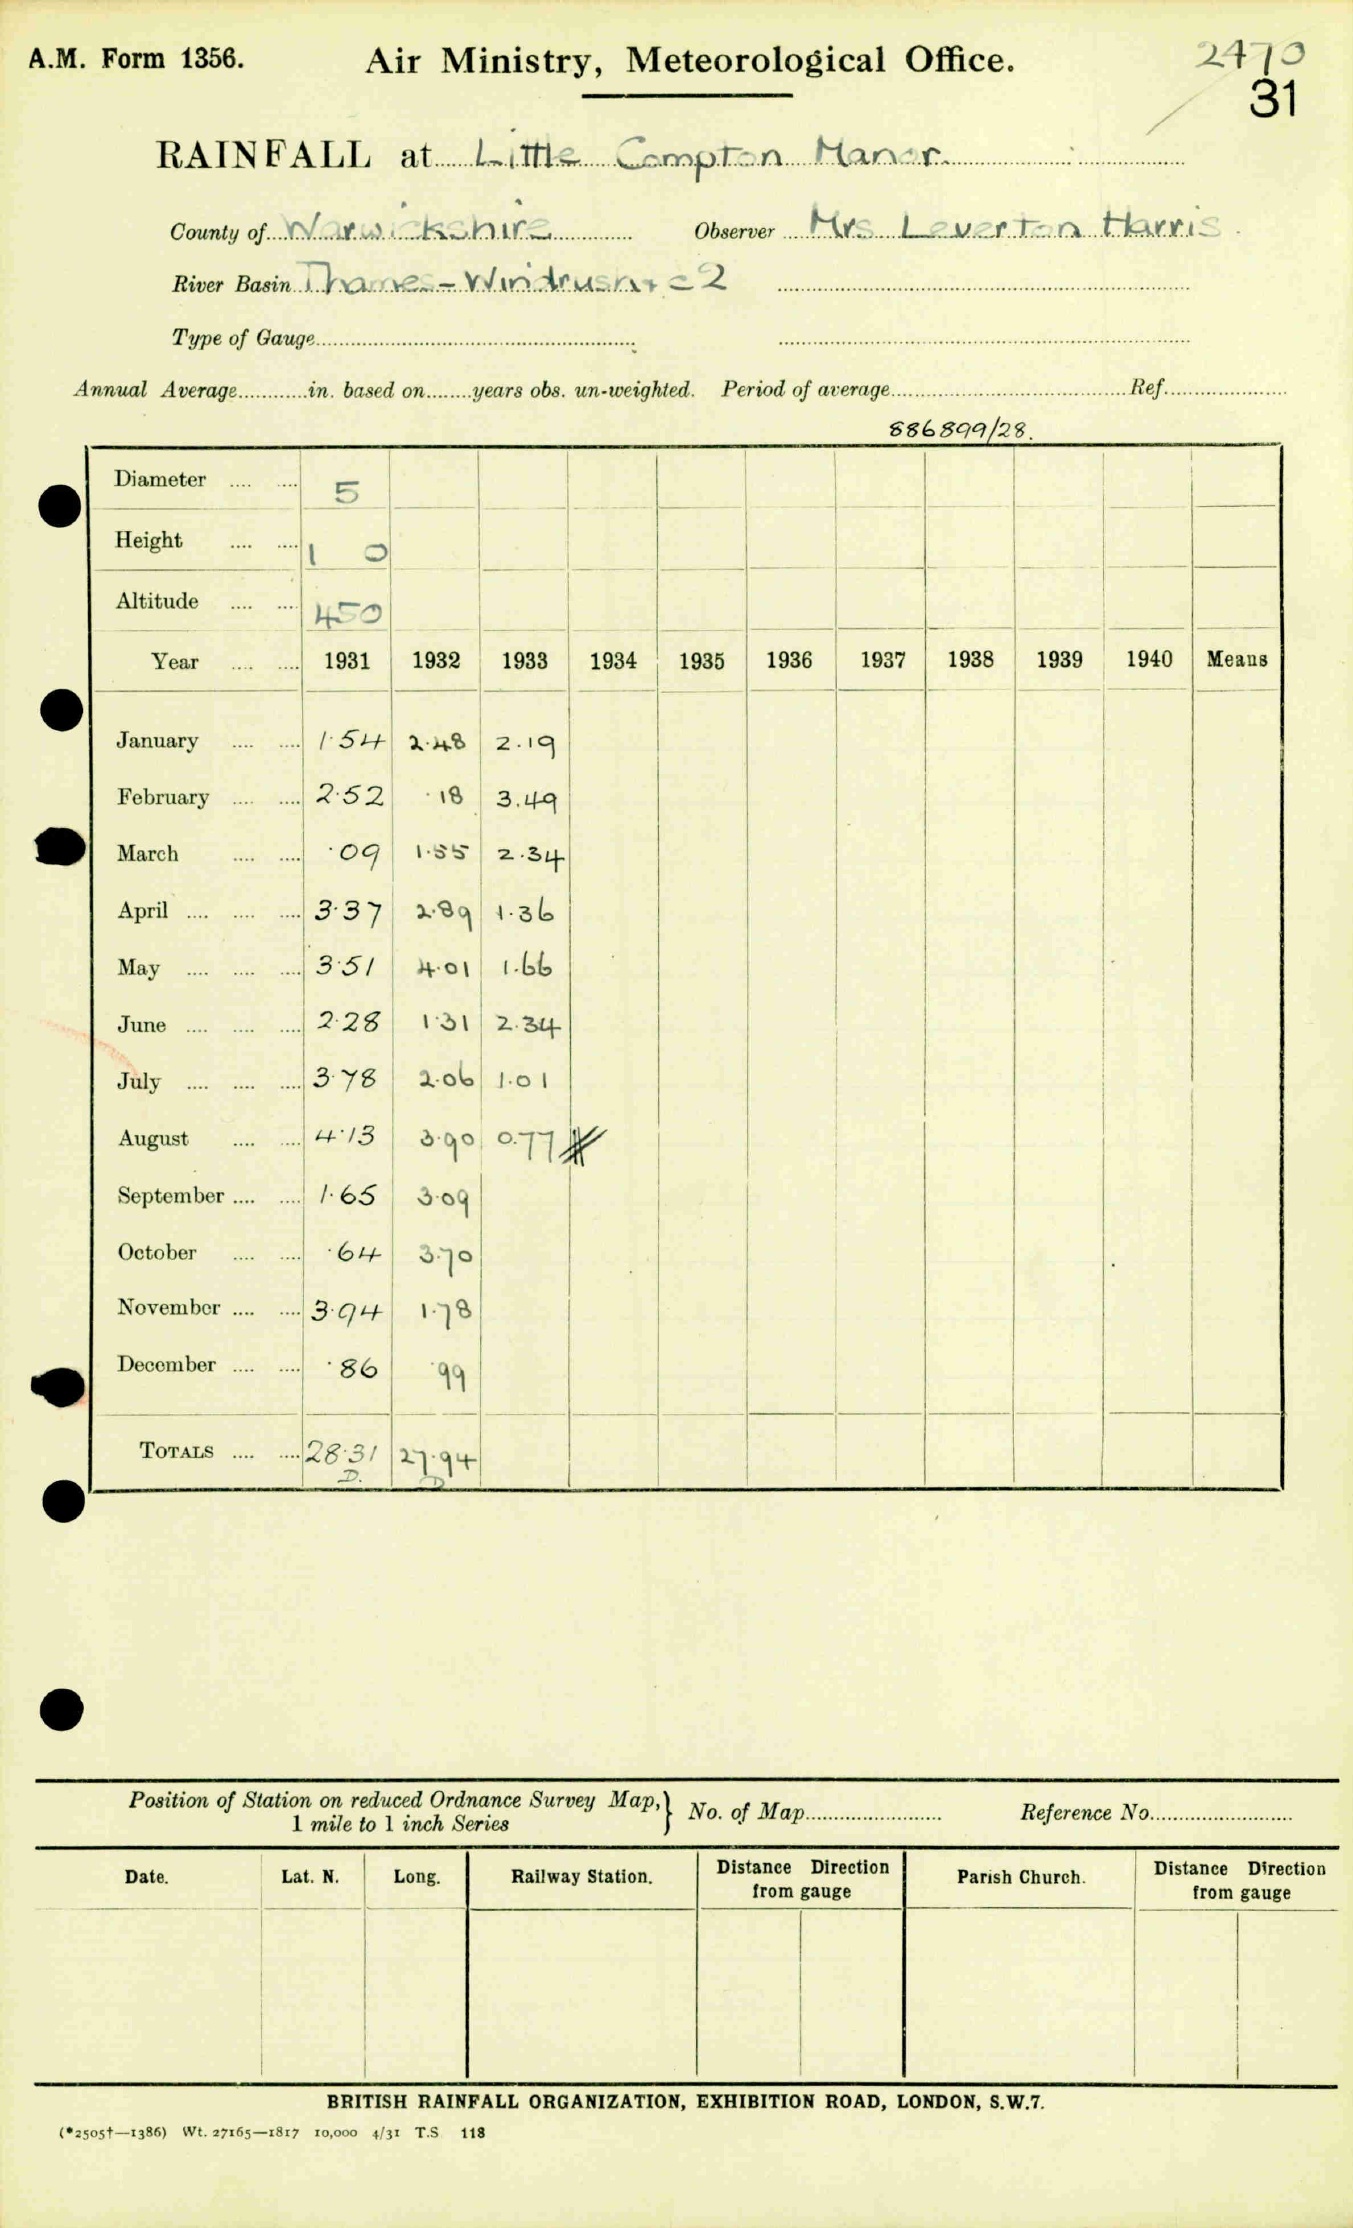 A.M. Form 1356. Air Ministry, Meteorological Office. 2470
31
RAINFALL at Little Compton Manor.
County of Warwickshire Observer Mrs Leverton Harris.
River Basin Thames - Windrush + c2
Type of Gauge
Annual Average in. based on years obs. un-weighted. Period of average Ref.
886899/28.
Diameter 5
Height 1 0
Altitude 450
Year 1931 1932 1933 1934 1935 1936 1937 1938 1939 1940 Means
January 1·54 2·48 2.19
February 2·52 ·18 3.49
March ·09 1·55 2.34
April 3·37 2·89 1.36
May 3·51 4·01 1.66
June 2·28 1·31 2.34
July 3·78 2·06 1.01
August 4·13 3·90 0.77
September 1·65 3·09
October ·64 3·70
November 3·94 1·78
December ·86 ·99
TOTALS 28·31 27·94
D. D
Position of Station on reduced Ordnance Survey Map,} No. of Map Reference No.
1 mile to 1 inch Series
Date. Lat. N. Long. Railway Station. Distance Direction from gauge Parish Church. Distance Direction from gauge
BRITISH RAINFALL ORGANIZATION, EXHIBITION ROAD, LONDON, S.W.7.
(*2505†—1386) Wt. 27165—1817 10,000 4/31 T.S 118